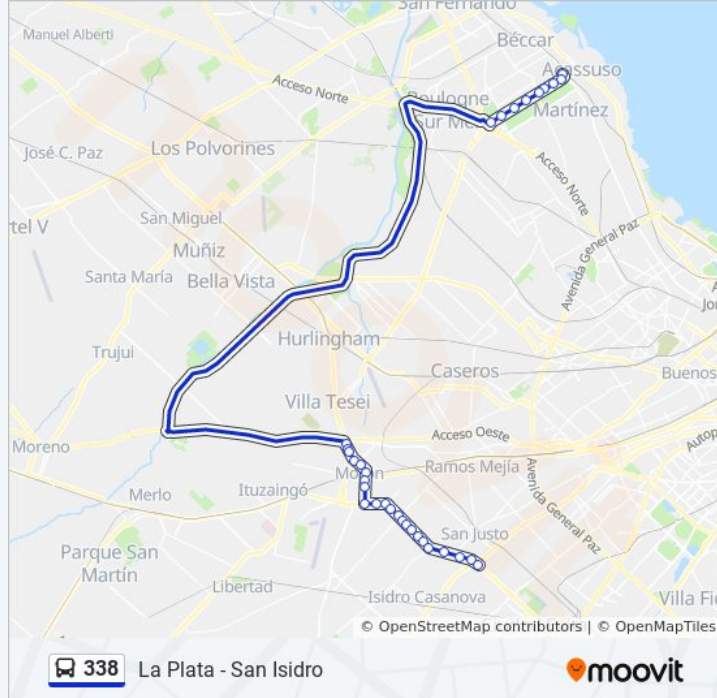 San Fernando
Manuel Alberti
Béccar
Acceso Norte
Acassuso
Boulogne
Sur Me
Martínez
José C. Paz
Los Polvorines
Acceso Norte
tel V
San Miguel
Muñiz
Avenida General Paz
Santa María
Bella Vista
Hurlingham
Trujui
Caseros
Buenos
Villa Tesei
Moreno
Acceso Oeste
Autop
Merlo
Ituzaingó
Morón
Ramos Mejía
Avenida General Paz
Parque San
Martín
San Justo
Libertad
Isidro Casanova
Villa Fi
© OpenStreetMap contributors | © OpenMapTiles
338 La Plata - San Isidro
moovit